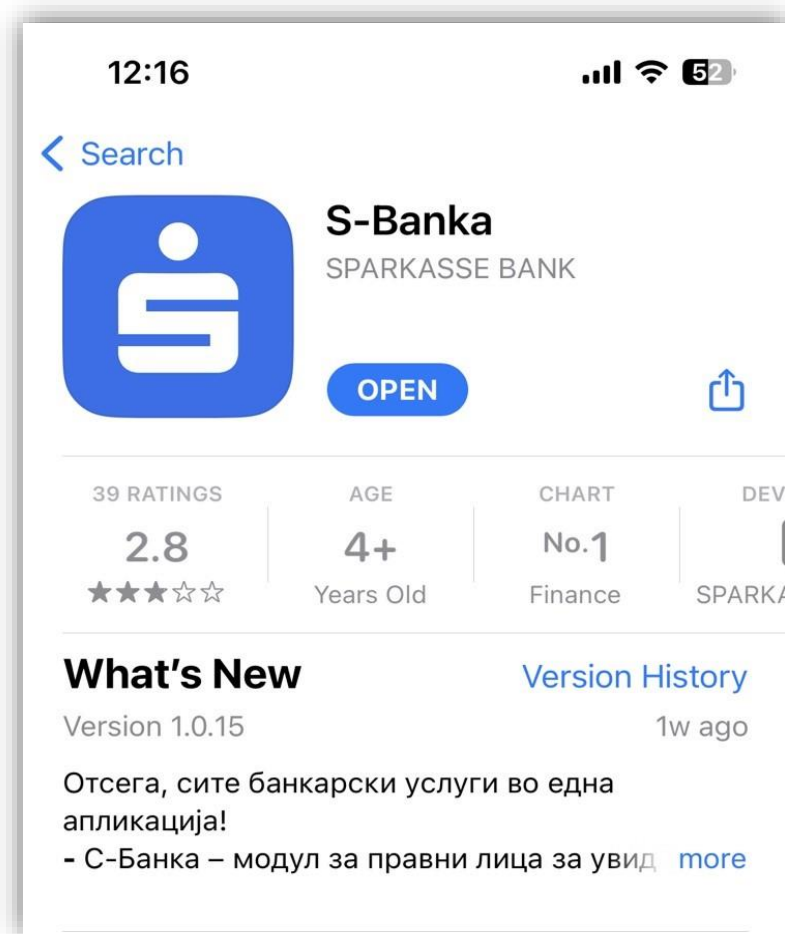 12:16
52
Search
S-Banka
SPARKASSE BANK
OPEN
39 RATINGS
AGE
CHART
DEV
2.8
4+
No.1
Years Old
Finance
SPARKA
What's New
Version History
Version 1.0.15
1w ago
Отсега, сите банкарски услуги во една
апликација!
- С-Банка – модул за правни лица за увид more